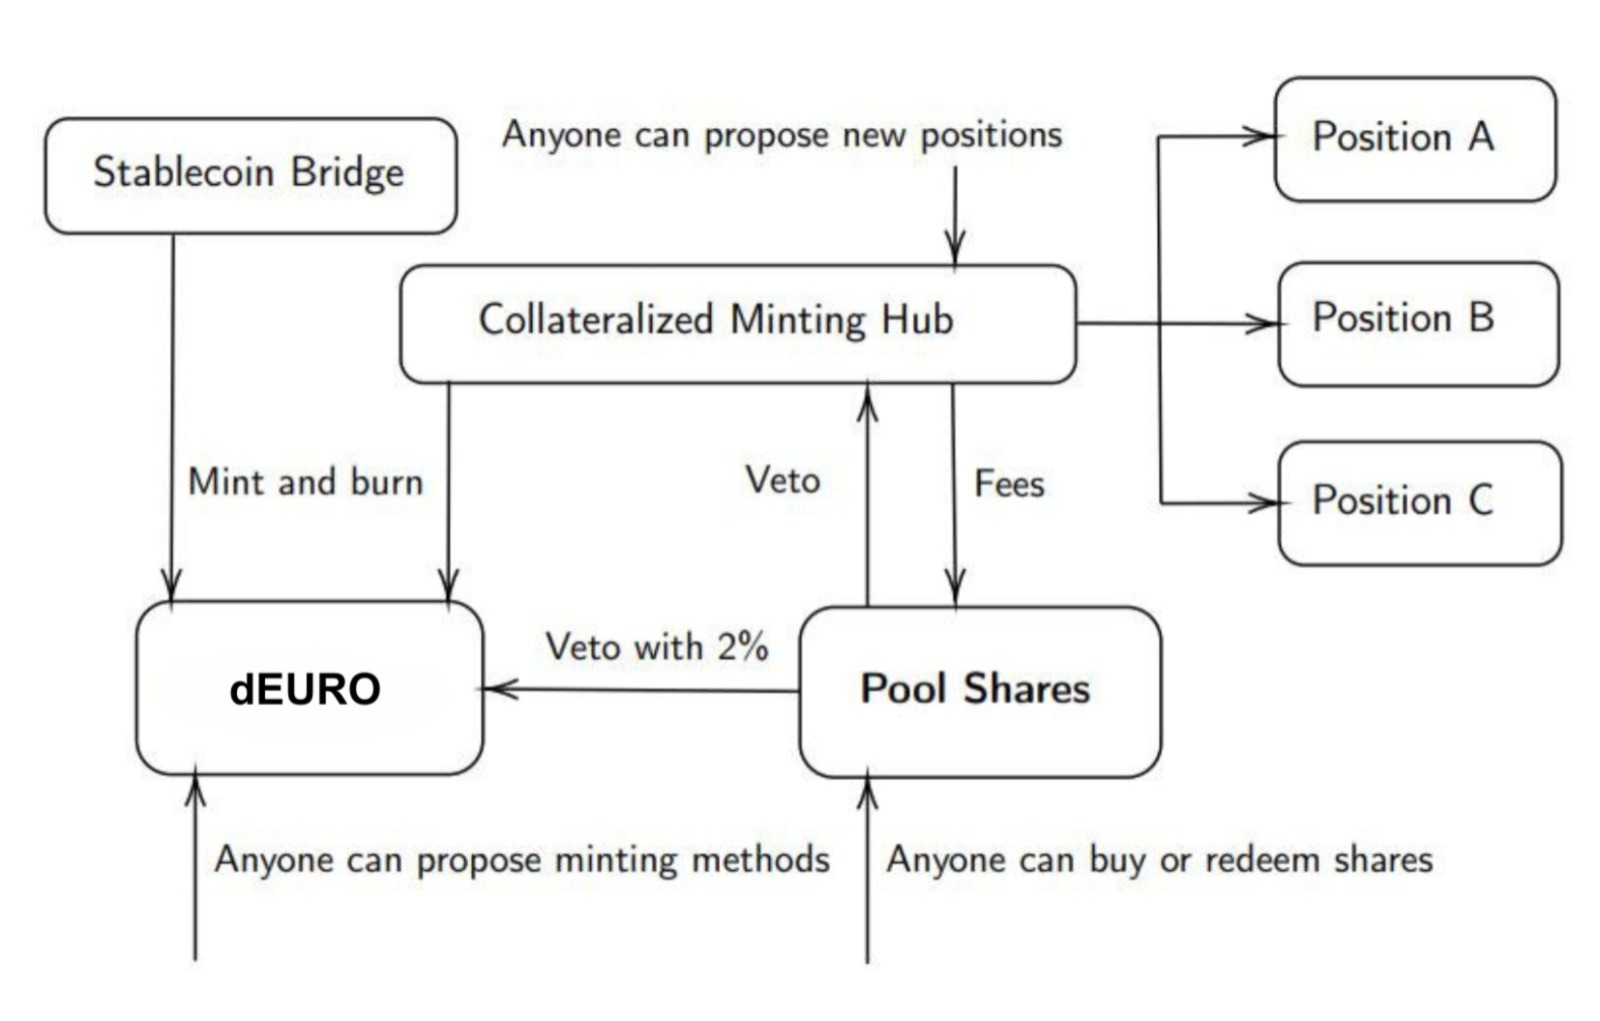 Position A
Anyone can propose new positions
Stablecoin Bridge
Collateralized Minting Hub
Position B
Mint and burn
Veto
Fees
Position C
Veto with 2%
dEURO
Pool Shares
Anyone can propose minting methods
Anyone can buy or redeem shares